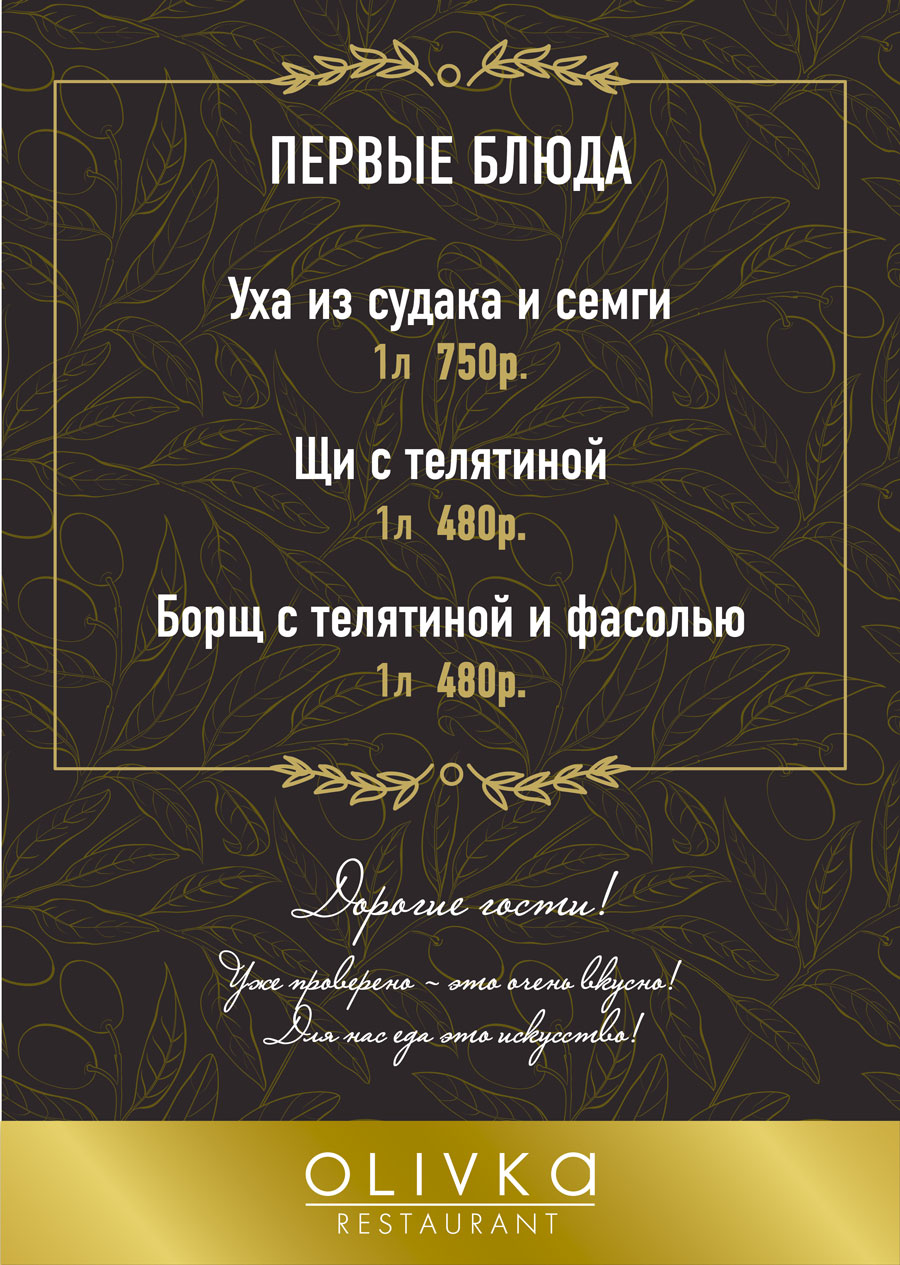 ПЕРВЫЕ БЛЮДА
Уха из судака и семги
1л 750р.
Щи с телятиной
1л 480р.
Борщ с телятиной и фасолью
1л 480р.
Дорогие гости!
Уже проверено ~ это очень вкусно!
Для нас еда это искусство!
OLIVKA
RESTAURANT